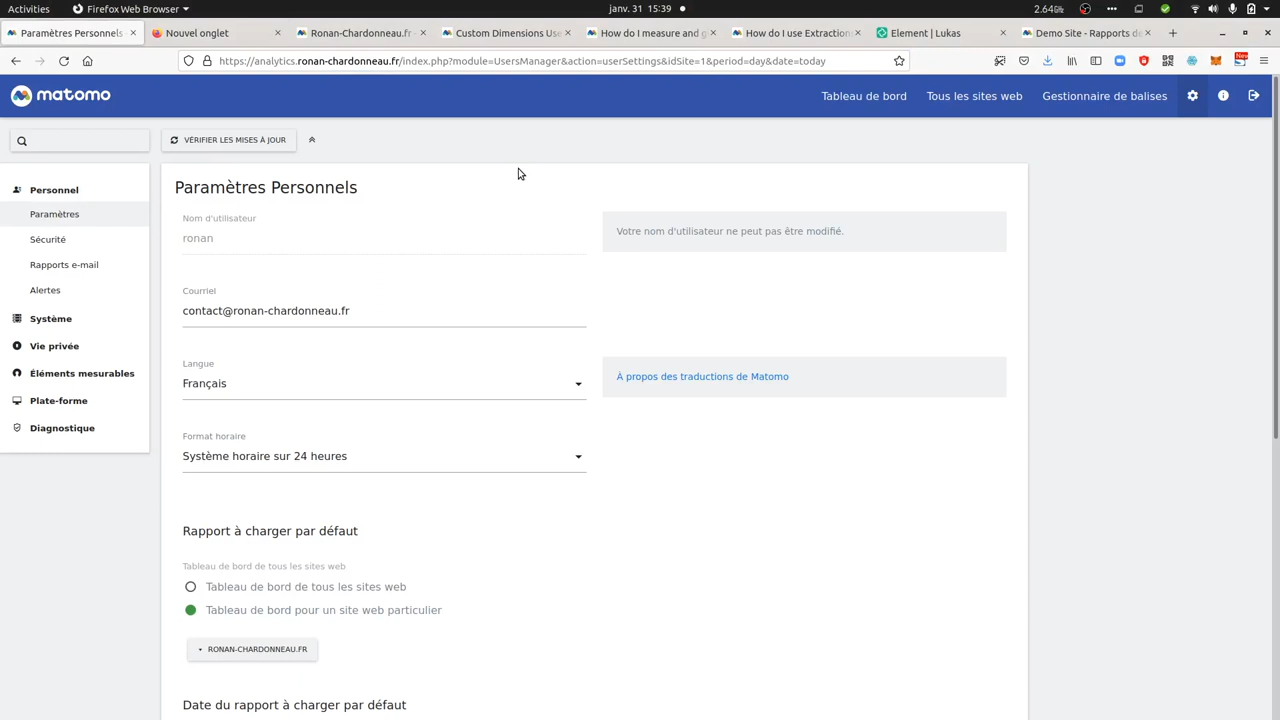 Activities
Firefox Web Browser
janv. 31 15:39
2.64GHz
Paramètres Personnels
Nouvel onglet
Ronan-Chardonneau.fr -
Custom Dimensions Use
How do I measure and g
How do I use Extraction
Element | Lukas
Demo Site - Rapports de
https://analytics.ronan-chardonneau.fr/index.php?module=UsersManager&action=userSettings&idSite=1&period=day&date=today
New
matomo
Tableau de bord
Tous les sites web
Gestionnaire de balises
VÉRIFIER LES MISES À JOUR
Personnel
Paramètres
Sécurité
Rapports e-mail
Alertes
Système
Vie privée
Éléments mesurables
Plate-forme
Diagnostique
Paramètres Personnels
Nom d'utilisateur
ronan
Votre nom d'utilisateur ne peut pas être modifié.
Courriel
contact@ronan-chardonneau.fr
Langue
Français
À propos des traductions de Matomo
Format horaire
Système horaire sur 24 heures
Rapport à charger par défaut
Tableau de bord de tous les sites web
Tableau de bord de tous les sites web
Tableau de bord pour un site web particulier
RONAN-CHARDONNEAU.FR
Date du rapport à charger par défaut